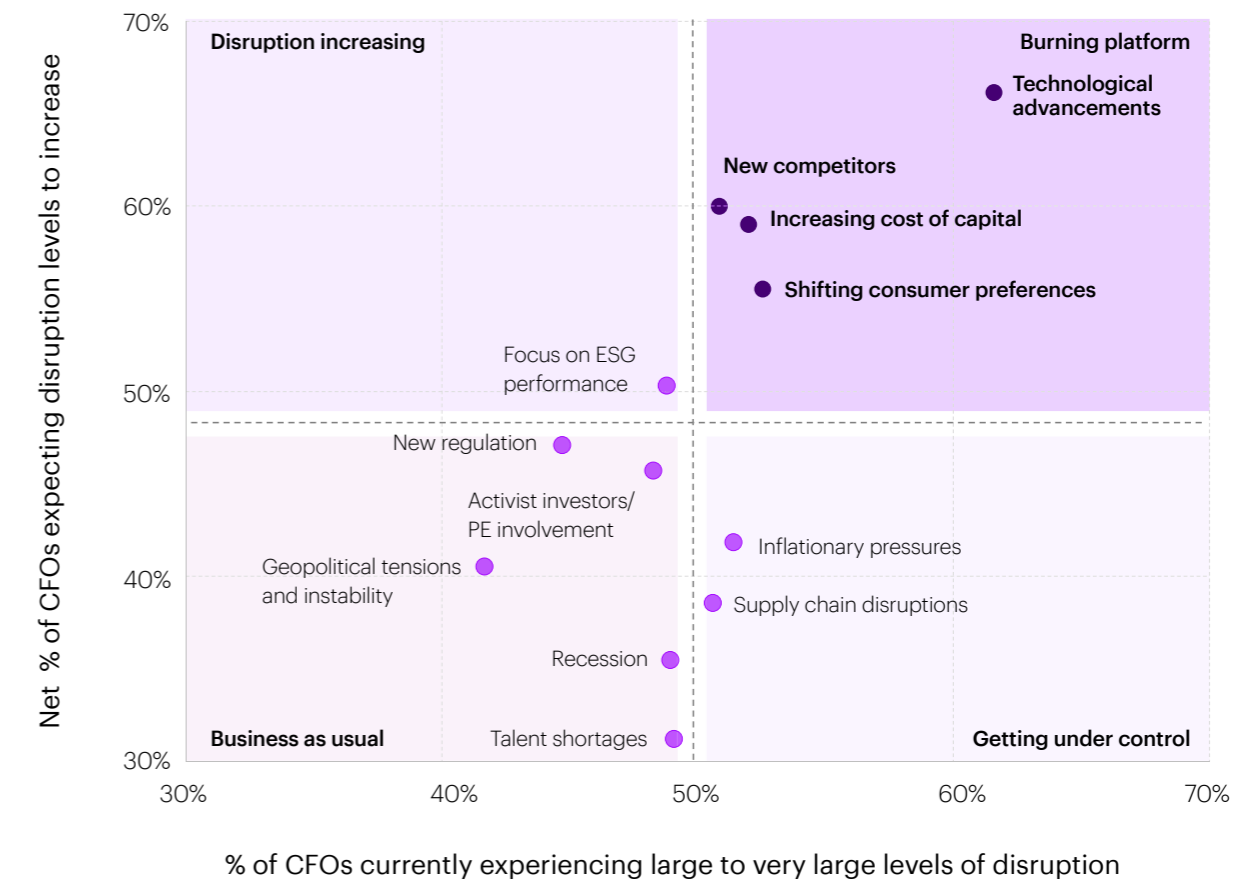 Net % of CFOs expecting disruption levels to increase
70%
Disruption increasing
Burning platform
Technological
advancements
New competitors
60%
Increasing cost of capital
Shifting consumer preferences
Focus on ESG
performance
50%
New regulation
Activist investors/
PE involvement
Inflationary pressures
Geopolitical tensions
and instability
40%
Supply chain disruptions
Recession
Business as usual
Talent shortages
Getting under control
30%
30%
40%
50%
60%
70%
% of CFOs currently experiencing large to very large levels of disruption